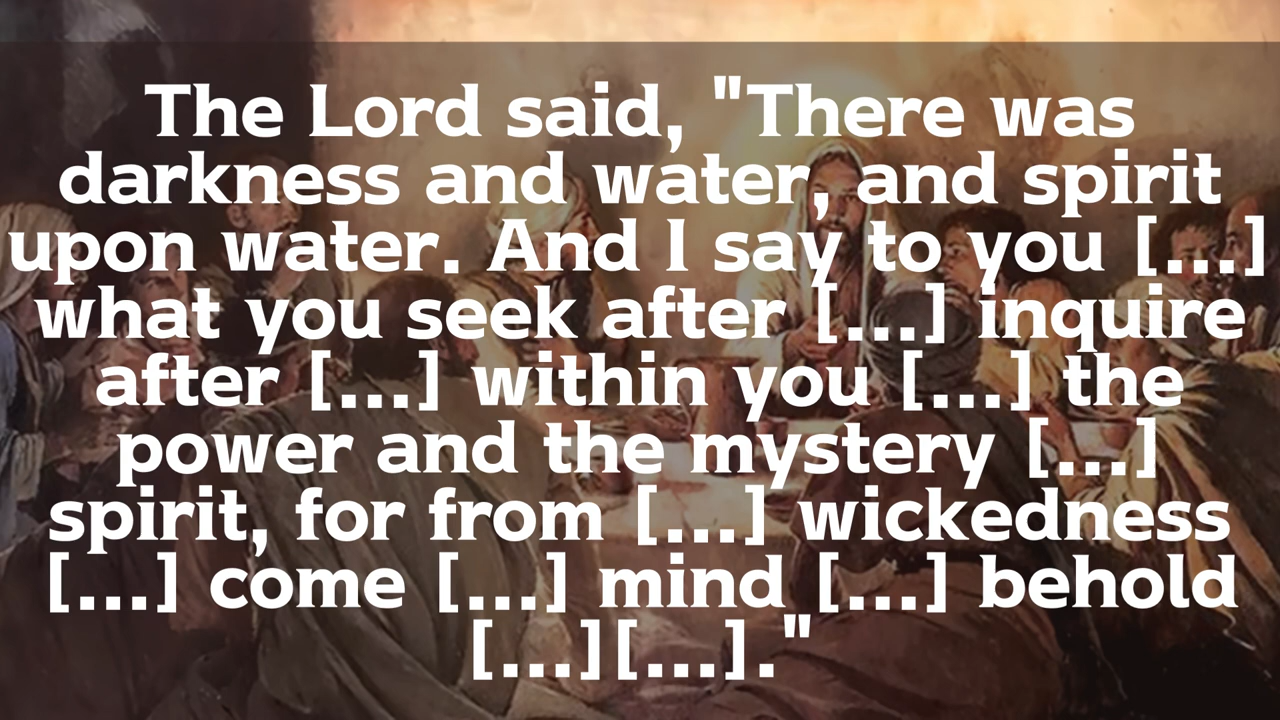 The Lord said, "There was
darkness and water, and spirit
upon water. And I say to you [...]
what you seek after [...] inquire
after [...] within you [...] the
power and the mystery [...]
spirit, for from [...] wickedness
[...] come [...] mind [...] behold
[...][...]."